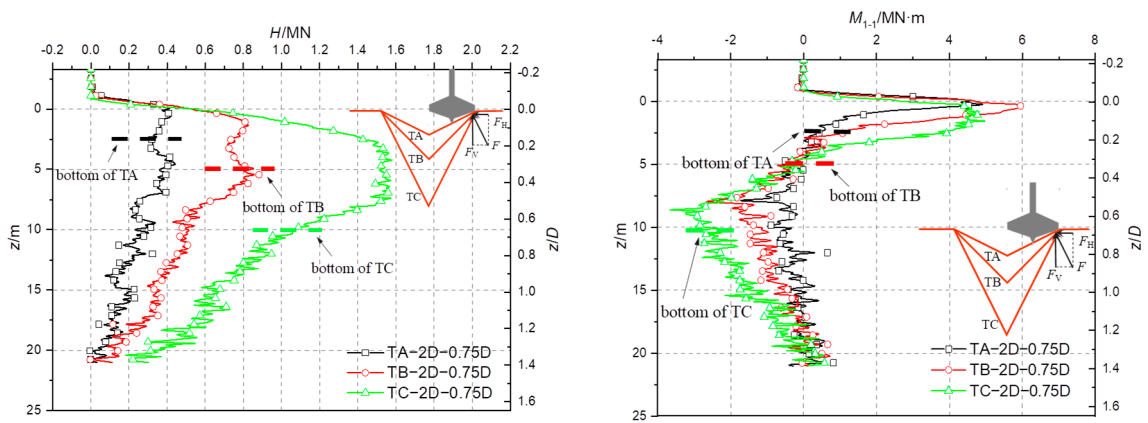 H/MN
-0.2 0.0 0.2 0.4 0.6 0.8 1.0 1.2 1.4 1.6 1.8 2.0 2.2
0
5
10
15
20
25
z/m
-0.2
0.0
0.2
0.4
0.6
0.8
1.0
1.2
1.4
1.6
z/D
bottom of TA
bottom of TB
bottom of TC
TA
TB
TC
FH
FV
F
TA-2D-0.75D
TB-2D-0.75D
TC-2D-0.75D
M1-1/MN·m
-4 -2 0 2 4 6 8
0
5
10
15
20
25
z/m
-0.2
0.0
0.2
0.4
0.6
0.8
1.0
1.2
1.4
1.6
z/D
bottom of TA
bottom of TB
bottom of TC
TA
TB
TC
FH
FV
F
TA-2D-0.75D
TB-2D-0.75D
TC-2D-0.75D